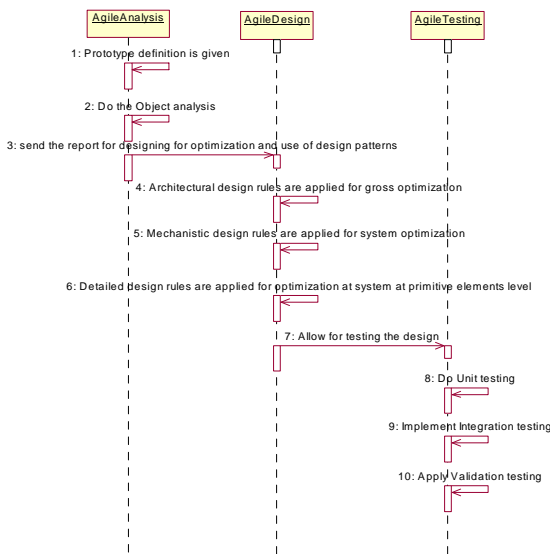 AgileAnalysis
AgileDesign
AgileTesting
1: Prototype definition is given
2: Do the Object analysis
3: send the report for designing for optimization and use of design patterns
4: Architectural design rules are applied for gross optimization
5: Mechanistic design rules are applied for system optimization
6: Detailed design rules are applied for optimization at system at primitive elements level
7: Allow for testing the design
8: Do Unit testing
9: Implement Integration testing
10: Apply Validation testing